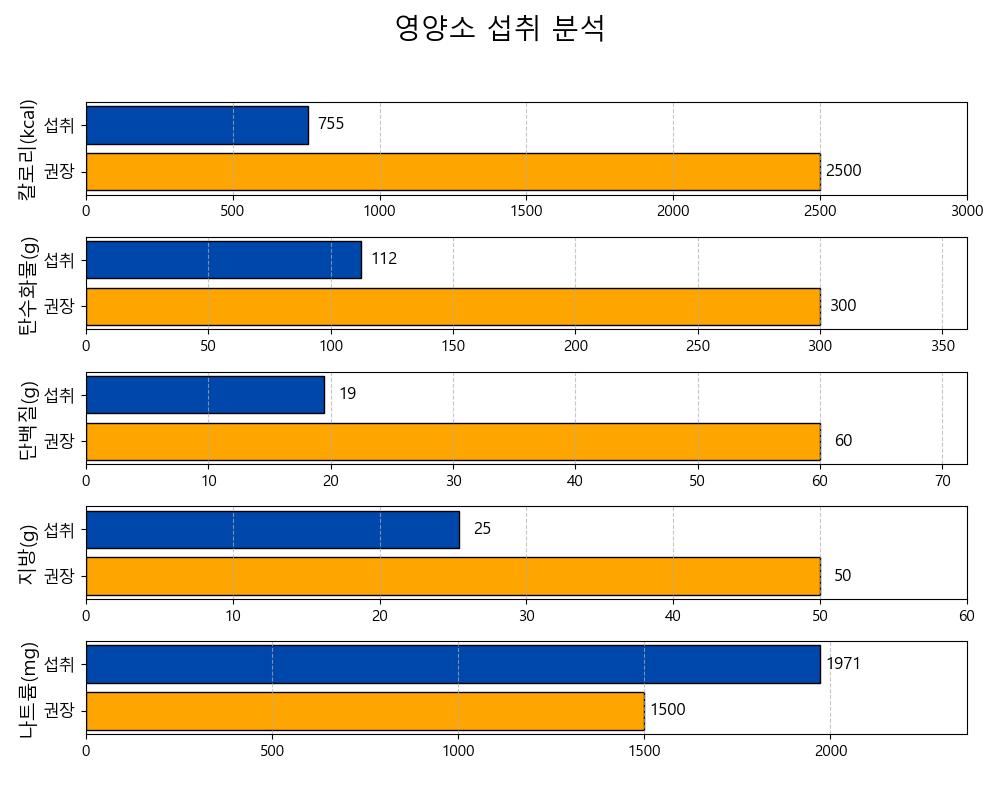 영양소 섭취 분석
칼로리(kcal)
섭취 755
권장 2500
0 500 1000 1500 2000 2500 3000
탄수화물(g)
섭취 112
권장 300
0 50 100 150 200 250 300 350
단백질(g)
섭취 19
권장 60
0 10 20 30 40 50 60 70
지방(g)
섭취 25
권장 50
0 10 20 30 40 50 60
나트륨(mg)
섭취 1971
권장 1500
0 500 1000 1500 2000